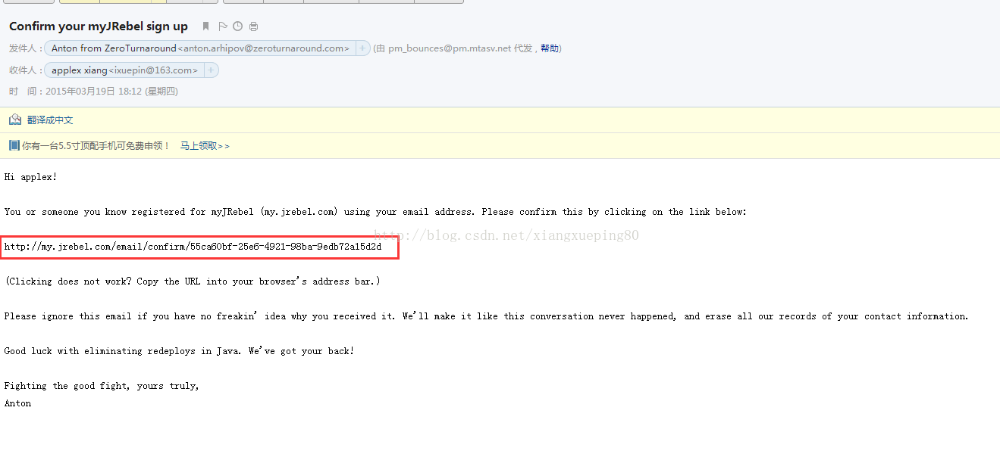 Confirm your myJRebel sign up
发件人：Anton from ZeroTurnaround<anton.arhipov@zeroturnaround.com> + (由 pm_bounces@pm.mtasv.net 代发，帮助)
收件人：applex xiang<ixuepin@163.com> +
时 间：2015年03月19日 18:12 (星期四)
翻译成中文
你有一台5.5寸顶配手机可免费申领！ 马上领取>>
Hi applex!
You or someone you know registered for myJRebel (my.jrebel.com) using your email address. Please confirm this by clicking on the link below:
http://blog.csdn.net/xiangxueping80
http://my.jrebel.com/email/confirm/55ca60bf-25e6-4921-98ba-9edb72a15d2d
(Clicking does not work? Copy the URL into your browser's address bar.)
Please ignore this email if you have no freakin' idea why you received it. We'll make it like this conversation never happened, and erase all our records of your contact information.
Good luck with eliminating redeploys in Java. We've got your back!
Fighting the good fight, yours truly,
Anton